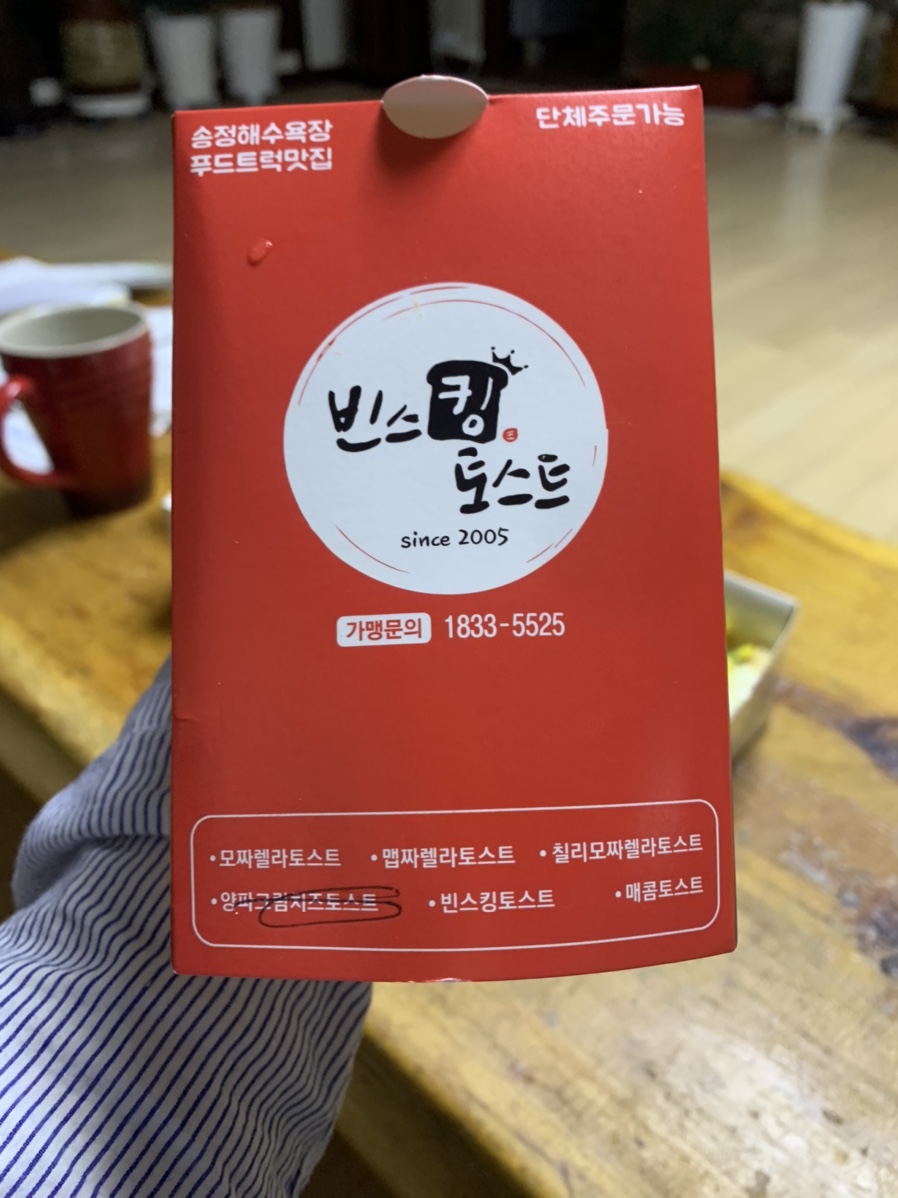 송정해수욕장
푸드트럭맛집
단체주문가능
빈스킹
토스트
since 2005
가맹문의 1833-5525
•모짜렐라토스트 •맵짜렐라토스트 •칠리모짜렐라토스트
•양파크림치즈토스트 •빈스킹토스트 •매콤토스트